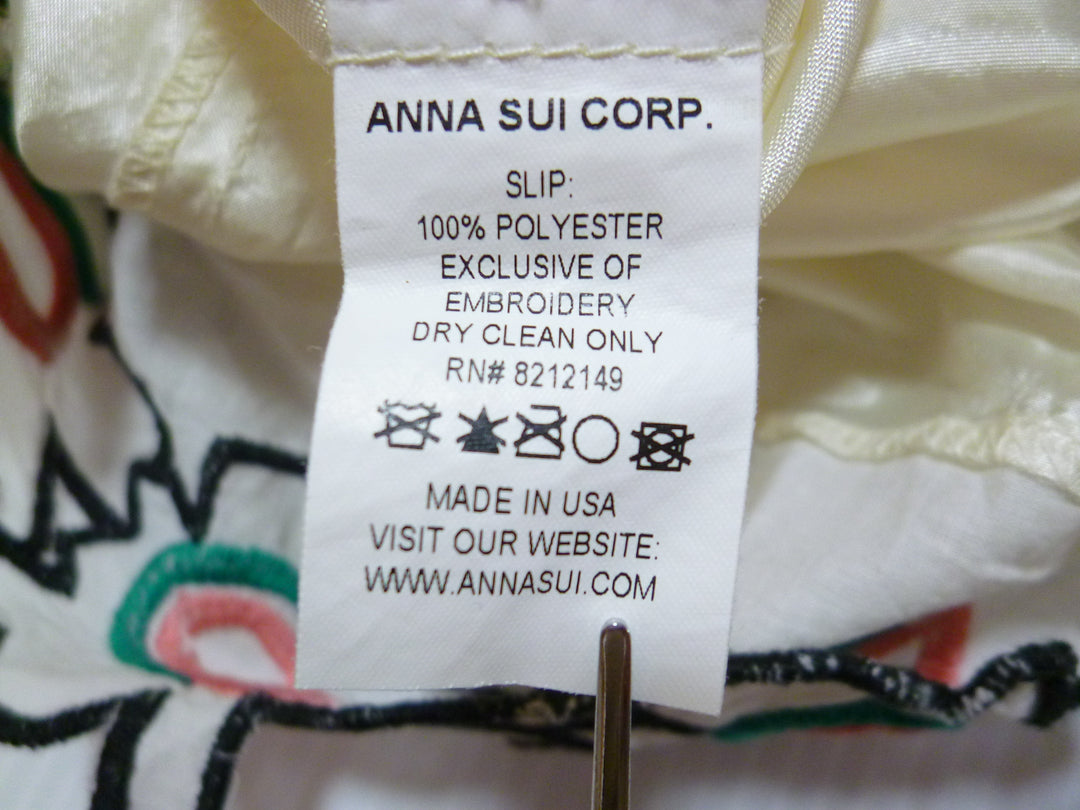 ANNA SUI CORP.
SLIP:
100% POLYESTER
EXCLUSIVE OF
EMBROIDERY
DRY CLEAN ONLY
RN# 8212149
MADE IN USA
VISIT OUR WEBSITE:
WWW.ANNASUI.COM